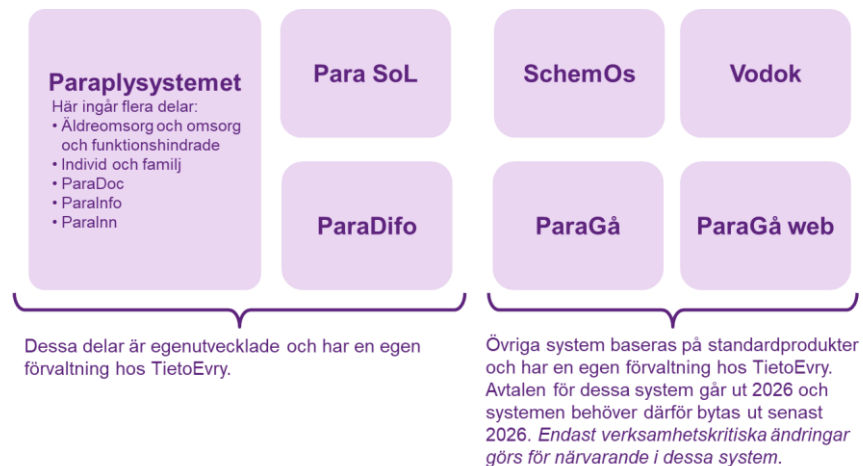 Paraplysystemet
Här ingår flera delar:
• Äldreomsorg och omsorg
och funktionshindrade
• Individ och familj
• ParaDoc
• ParaInfo
• ParaInn
Para SoL
ParaDifo
SchemOs
Vodok
ParaGå
ParaGå web
Dessa delar är egenutvecklade och har en egen
förvaltning hos TietoEvry.
Övriga system baseras på standardprodukter
och har en egen förvaltning hos TietoEvry.
Avtalen för dessa system går ut 2026 och
systemen behöver därför bytas ut senast
2026. Endast verksamhetskritiska ändringar
görs för närvarande i dessa system.